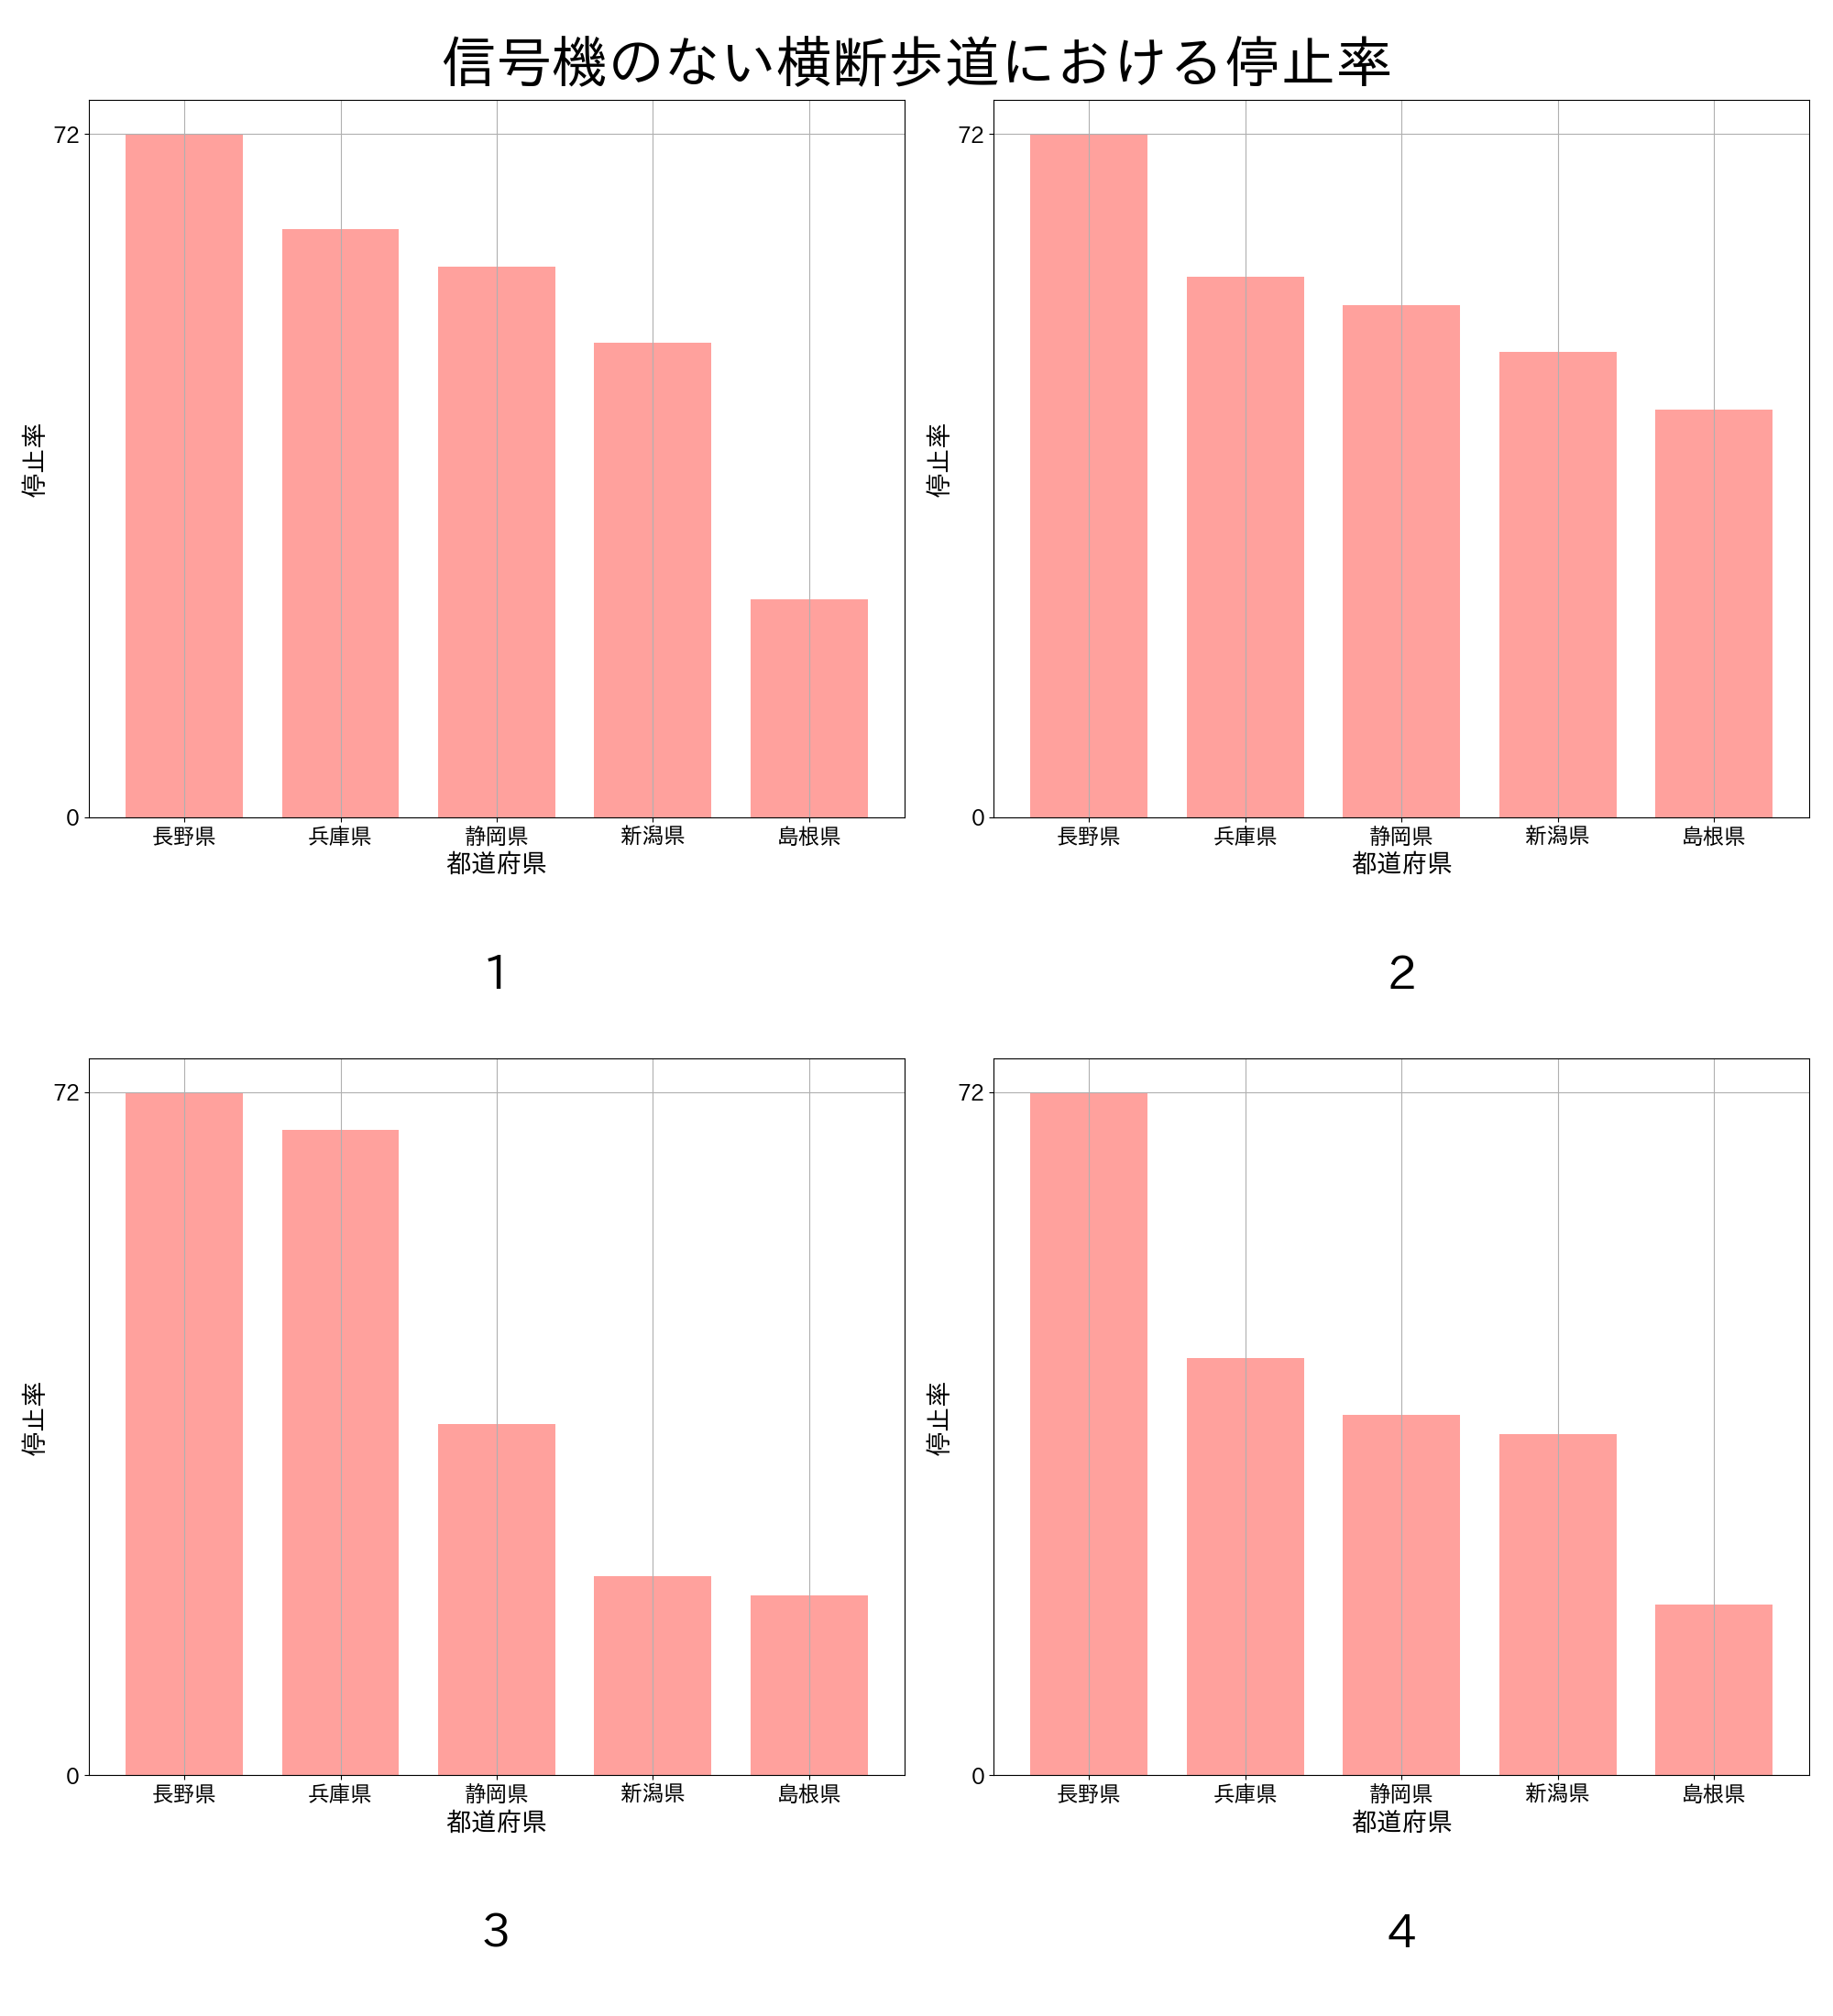 信号機のない横断歩道における停止率
72
0
停止率
長野県 兵庫県 静岡県 新潟県 島根県
都道府県
1
72
0
停止率
長野県 兵庫県 静岡県 新潟県 島根県
都道府県
2
72
0
停止率
長野県 兵庫県 静岡県 新潟県 島根県
都道府県
3
72
0
停止率
長野県 兵庫県 静岡県 新潟県 島根県
都道府県
4